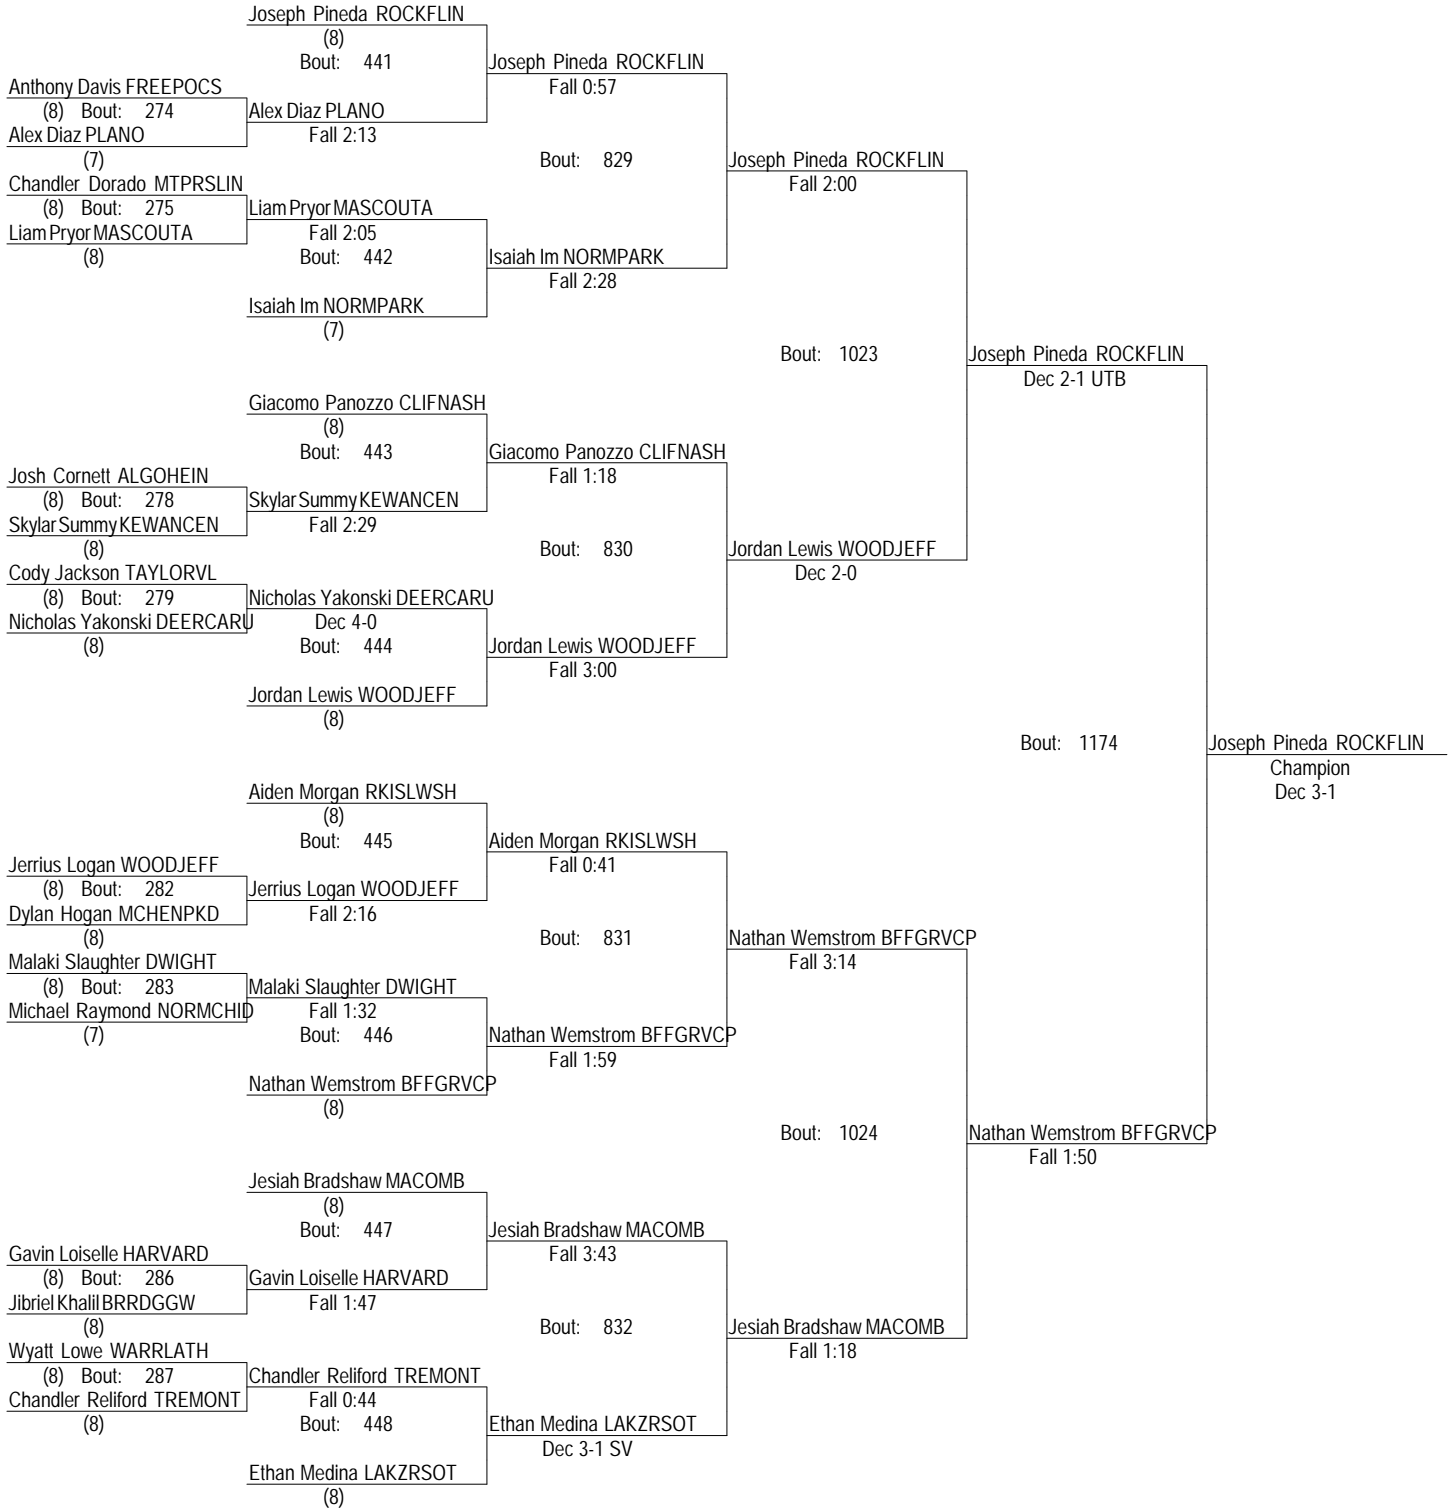 Joseph Pineda ROCKFLIN
(8)
Bout: 441
Joseph Pineda ROCKFLIN
Anthony Davis FREEPOCS
Fall 0:57
(8) Bout: 274
Alex Diaz PLANO
Alex Diaz PLANO
Fall 2:13
(7)
Bout: 829
Joseph Pineda ROCKFLIN
Chandler Dorado MTPRSLIN
Fall 2:00
(8) Bout: 275
Liam Pryor MASCOUTA
Liam Pryor MASCOUTA
Fall 2:05
(8)
Bout: 442
Isaiah Im NORMPARK
Fall 2:28
Isaiah Im NORMPARK
(7)
Bout: 1023
Joseph Pineda ROCKFLIN
Dec 2-1 UTB
Giacomo Panozzo CLIFNASH
(8)
Bout: 443
Giacomo Panozzo CLIFNASH
Josh Cornett ALGOHEIN
Fall 1:18
(8) Bout: 278
Skylar Summy KEWANCEN
Skylar Summy KEWANCEN
Fall 2:29
(8)
Bout: 830
Jordan Lewis WOODJEFF
Cody Jackson TAYLORVL
Dec 2-0
(8) Bout: 279
Nicholas Yakonski DEERCARU
Nicholas Yakonski DEERCARU
Dec 4-0
(8)
Bout: 444
Jordan Lewis WOODJEFF
Fall 3:00
Jordan Lewis WOODJEFF
(8)
Bout: 1174
Joseph Pineda ROCKFLIN
Champion
Dec 3-1
Aiden Morgan RKISLWSH
(8)
Bout: 445
Aiden Morgan RKISLWSH
Jerrius Logan WOODJEFF
Fall 0:41
(8) Bout: 282
Jerrius Logan WOODJEFF
Dylan Hogan MCHENPKD
Fall 2:16
(8)
Bout: 831
Nathan Wemstrom BFFGRVCP
Malaki Slaughter DWIGHT
Fall 3:14
(8) Bout: 283
Malaki Slaughter DWIGHT
Michael Raymond NORMCHID
Fall 1:32
(7)
Bout: 446
Nathan Wemstrom BFFGRVCP
Fall 1:59
Nathan Wemstrom BFFGRVCP
(8)
Bout: 1024
Nathan Wemstrom BFFGRVCP
Fall 1:50
Jesiah Bradshaw MACOMB
(8)
Bout: 447
Jesiah Bradshaw MACOMB
Gavin Loiselle HARVARD
Fall 3:43
(8) Bout: 286
Gavin Loiselle HARVARD
Jibriel Khalil BRRDGGW
Fall 1:47
(8)
Bout: 832
Jesiah Bradshaw MACOMB
Wyatt Lowe WARRLATH
Fall 1:18
(8) Bout: 287
Chandler Reliford TREMONT
Chandler Reliford TREMONT
Fall 0:44
(8)
Bout: 448
Ethan Medina LAKZRSOT
Dec 3-1 SV
Ethan Medina LAKZRSOT
(8)